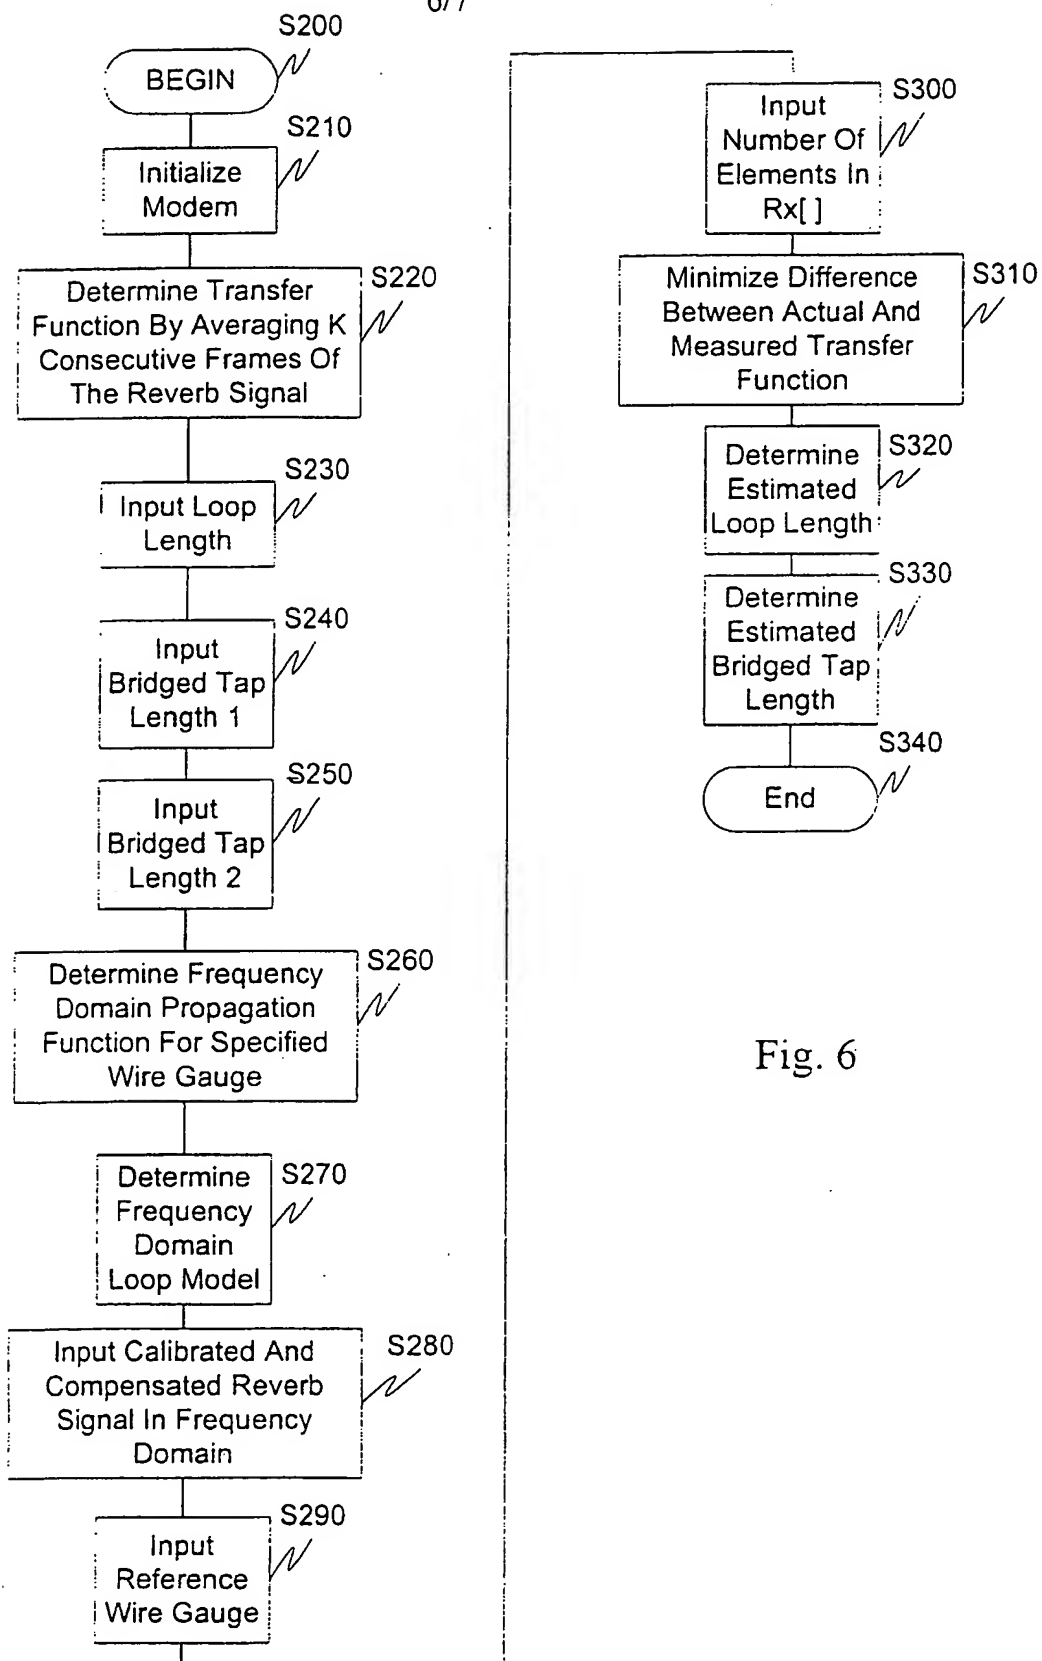 6/7
S200
BEGIN
S210
Initialize
Modem
S220
Determine Transfer
Function By Averaging K
Consecutive Frames Of
The Reverb Signal
S230
Input Loop
Length
S240
Input
Bridged Tap
Length 1
S250
Input
Bridged Tap
Length 2
S260
Determine Frequency
Domain Propagation
Function For Specified
Wire Gauge
S270
Determine
Frequency
Domain
Loop Model
S280
Input Calibrated And
Compensated Reverb
Signal In Frequency
Domain
S290
Input
Reference
Wire Gauge
S300
Input
Number Of
Elements In
Rx[ ]
S310
Minimize Difference
Between Actual And
Measured Transfer
Function
S320
Determine
Estimated
Loop Length
S330
Determine
Estimated
Bridged Tap
Length
S340
End
Fig. 6